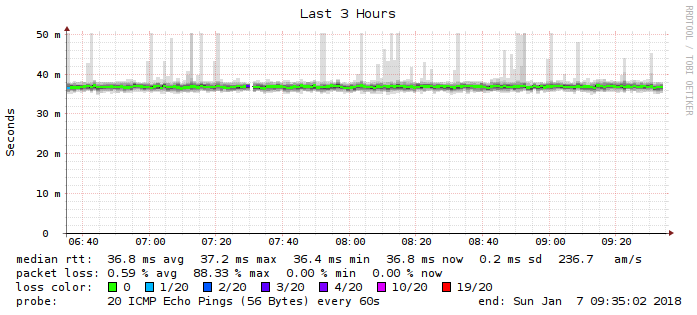 Last 3 Hours
RRDTOOL / TOBI OETIKER
Seconds
50 m
40 m
30 m
20 m
10 m
0
06:40 07:00 07:20 07:40 08:00 08:20 08:40 09:00 09:20
median rtt: 36.8 ms avg 37.2 ms max 36.4 ms min 36.8 ms now 0.2 ms sd 236.7 am/s
packet loss: 0.59 % avg 88.33 % max 0.00 % min 0.00 % now
loss color: 0 1/20 2/20 3/20 4/20 10/20 19/20
probe: 20 ICMP Echo Pings (56 Bytes) every 60s end: Sun Jan 7 09:35:02 2018